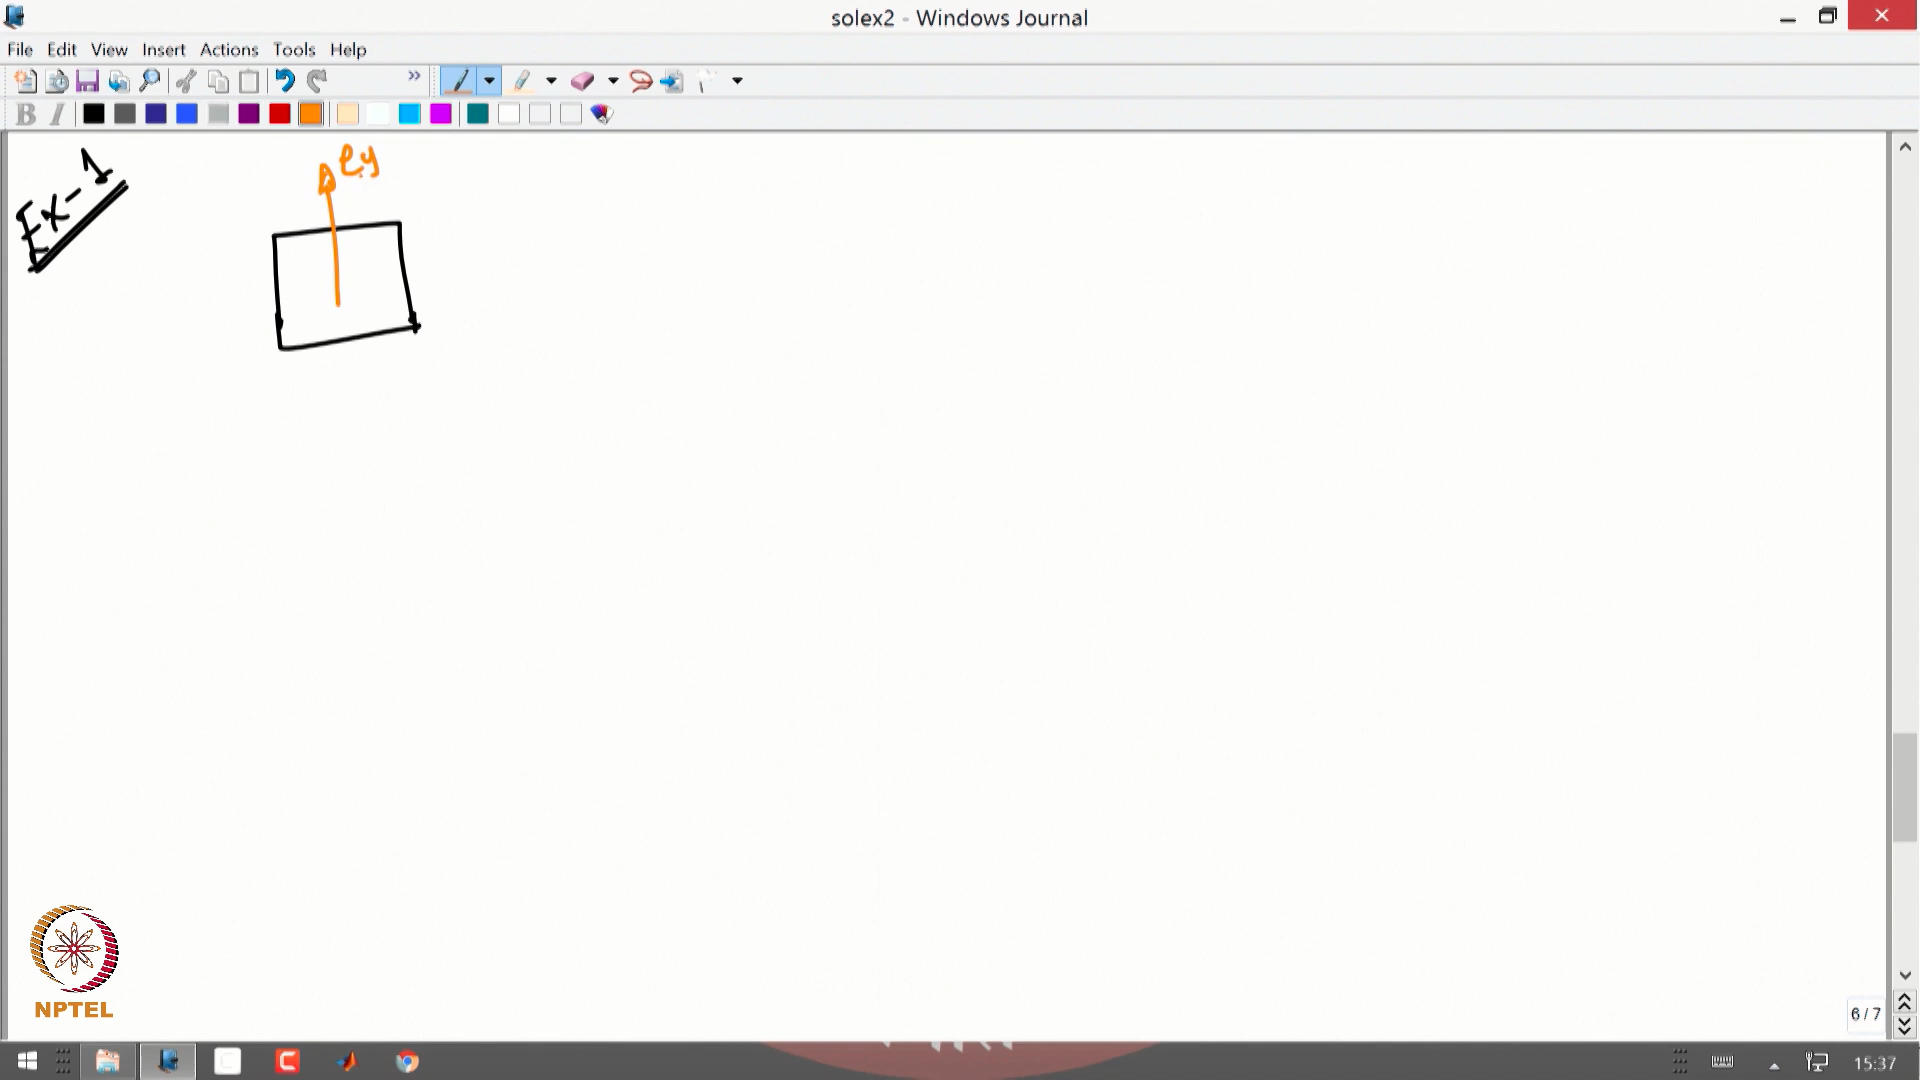 solex2 - Windows Journal
File Edit View Insert Actions Tools Help
B I
Ex-1
ey
NPTEL
6 / 7
15:37